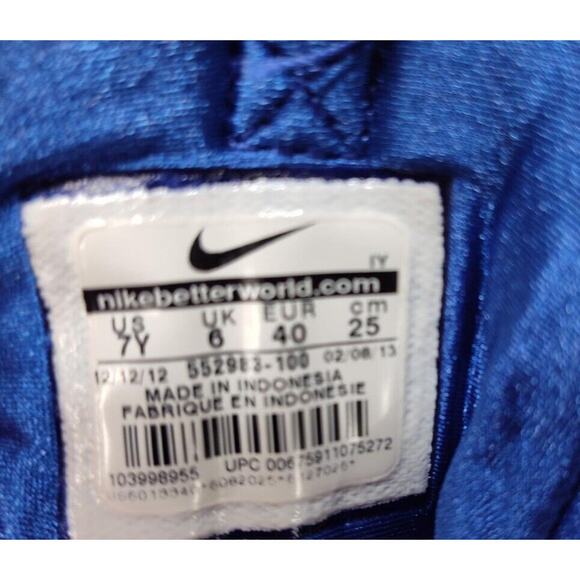 IY
nikebetterworld.com
US UK EUR cm
7Y 6 40 25
12/12/12 552983-100 02/08/13
MADE IN INDONESIA
FABRIQUE EN INDONESIE
103998955 UPC 00675911075272